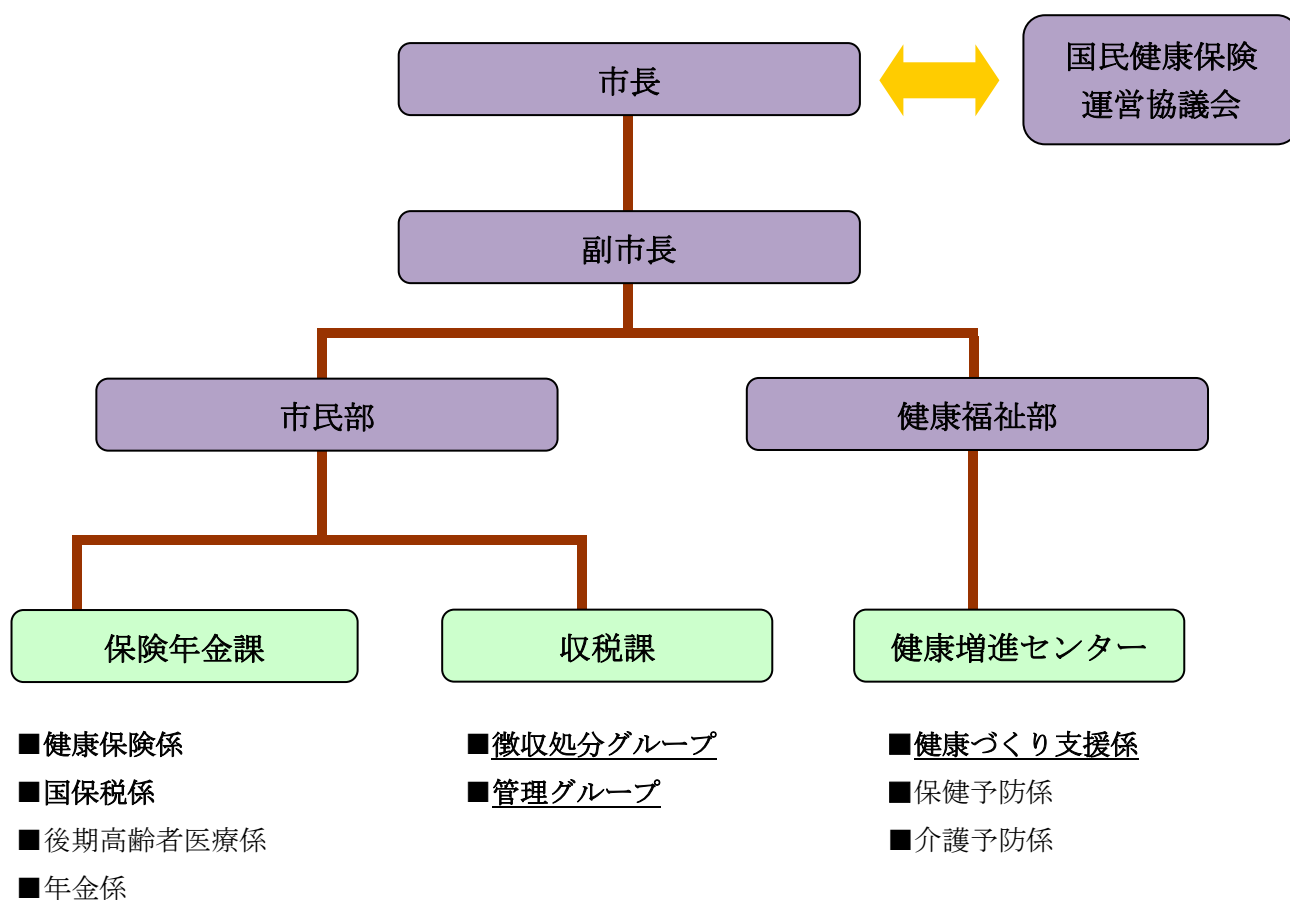 市長
国民健康保険
運営協議会
副市長
市民部
健康福祉部
保険年金課
収税課
健康増進センター
■健康保険係
■国保税係
■後期高齢者医療係
■年金係
■徴収処分グループ
■管理グループ
■健康づくり支援係
■保健予防係
■介護予防係